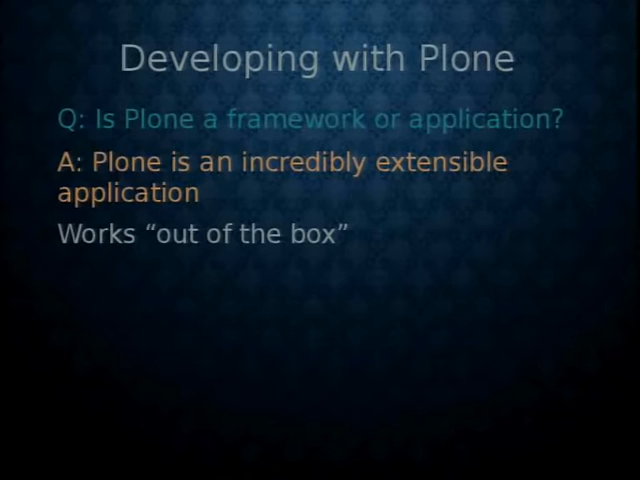 Developing with Plone
Q: Is Plone a framework or application?
A: Plone is an incredibly extensible
application
Works “out of the box”